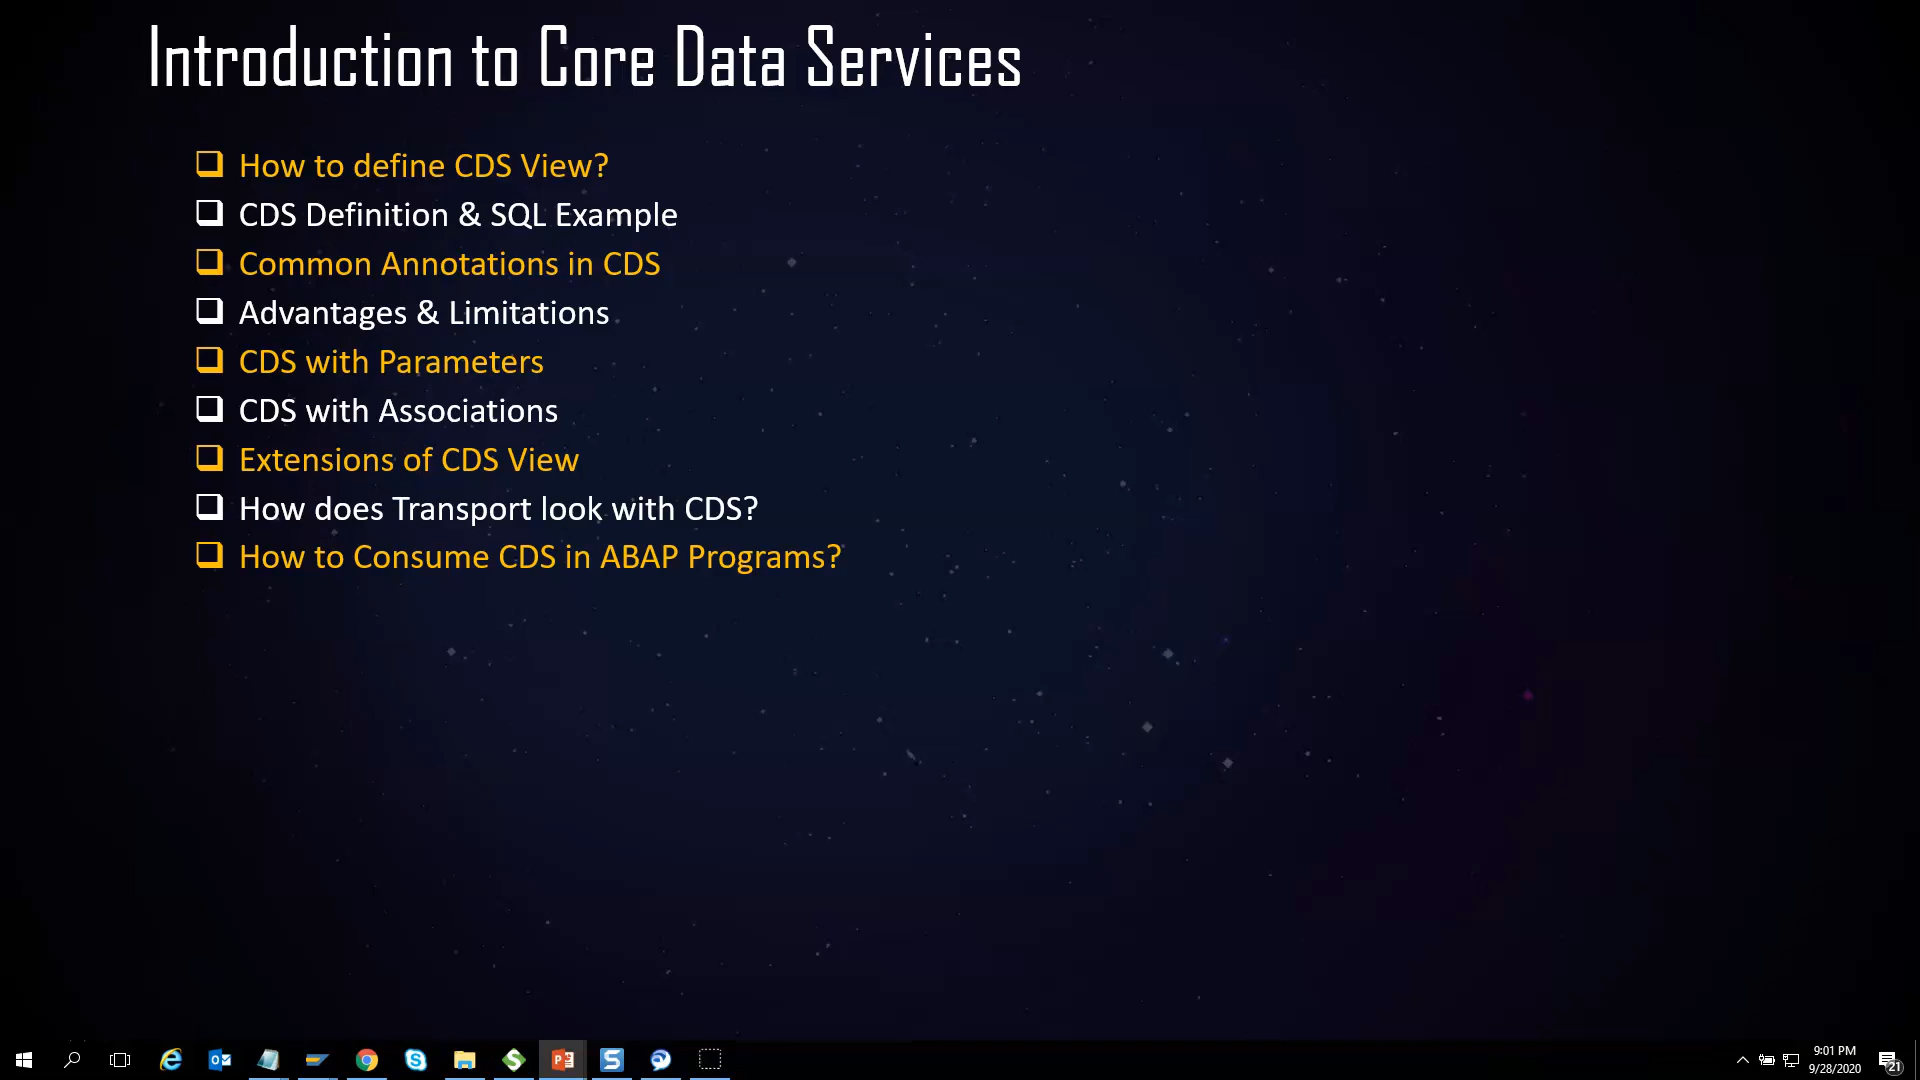 Introduction to Core Data Services
How to define CDS View?
CDS Definition & SQL Example
Common Annotations in CDS
Advantages & Limitations
CDS with Parameters
CDS with Associations
Extensions of CDS View
How does Transport look with CDS?
How to Consume CDS in ABAP Programs?
9:01 PM
9/28/2020
21